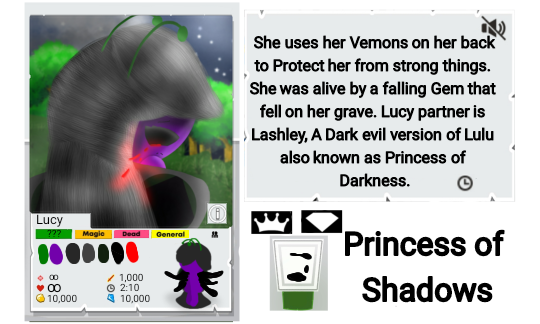 She uses her Vemons on her back
to Protect her from strong things.
She was alive by a falling Gem that
fell on her grave. Lucy partner is
Lashley, A Dark evil version of Lulu
also known as Princess of
Darkness.
Lucy
??? Magic Dead General
∞ 1,000
∞ 2:10
10,000 10,000
Princess of
Shadows